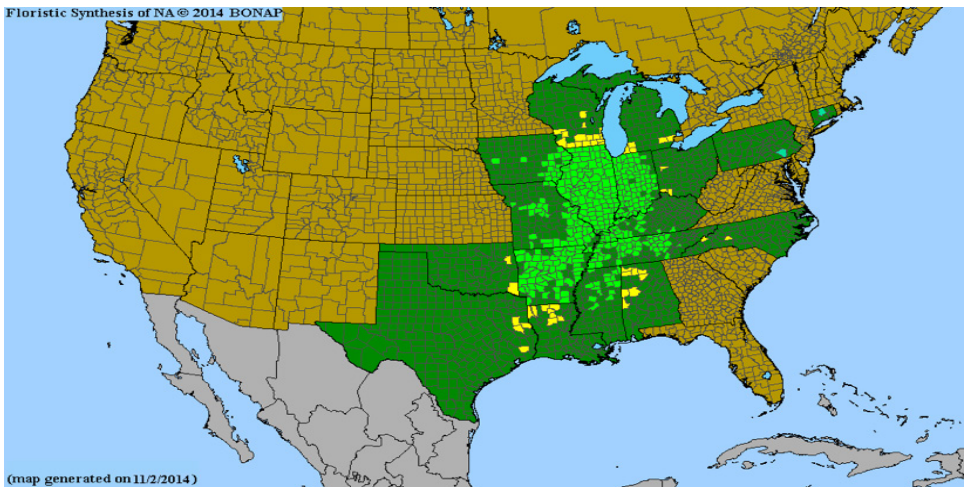 Floristic Synthesis of NA © 2014 BONAP
(map generated on 11/2/2014)